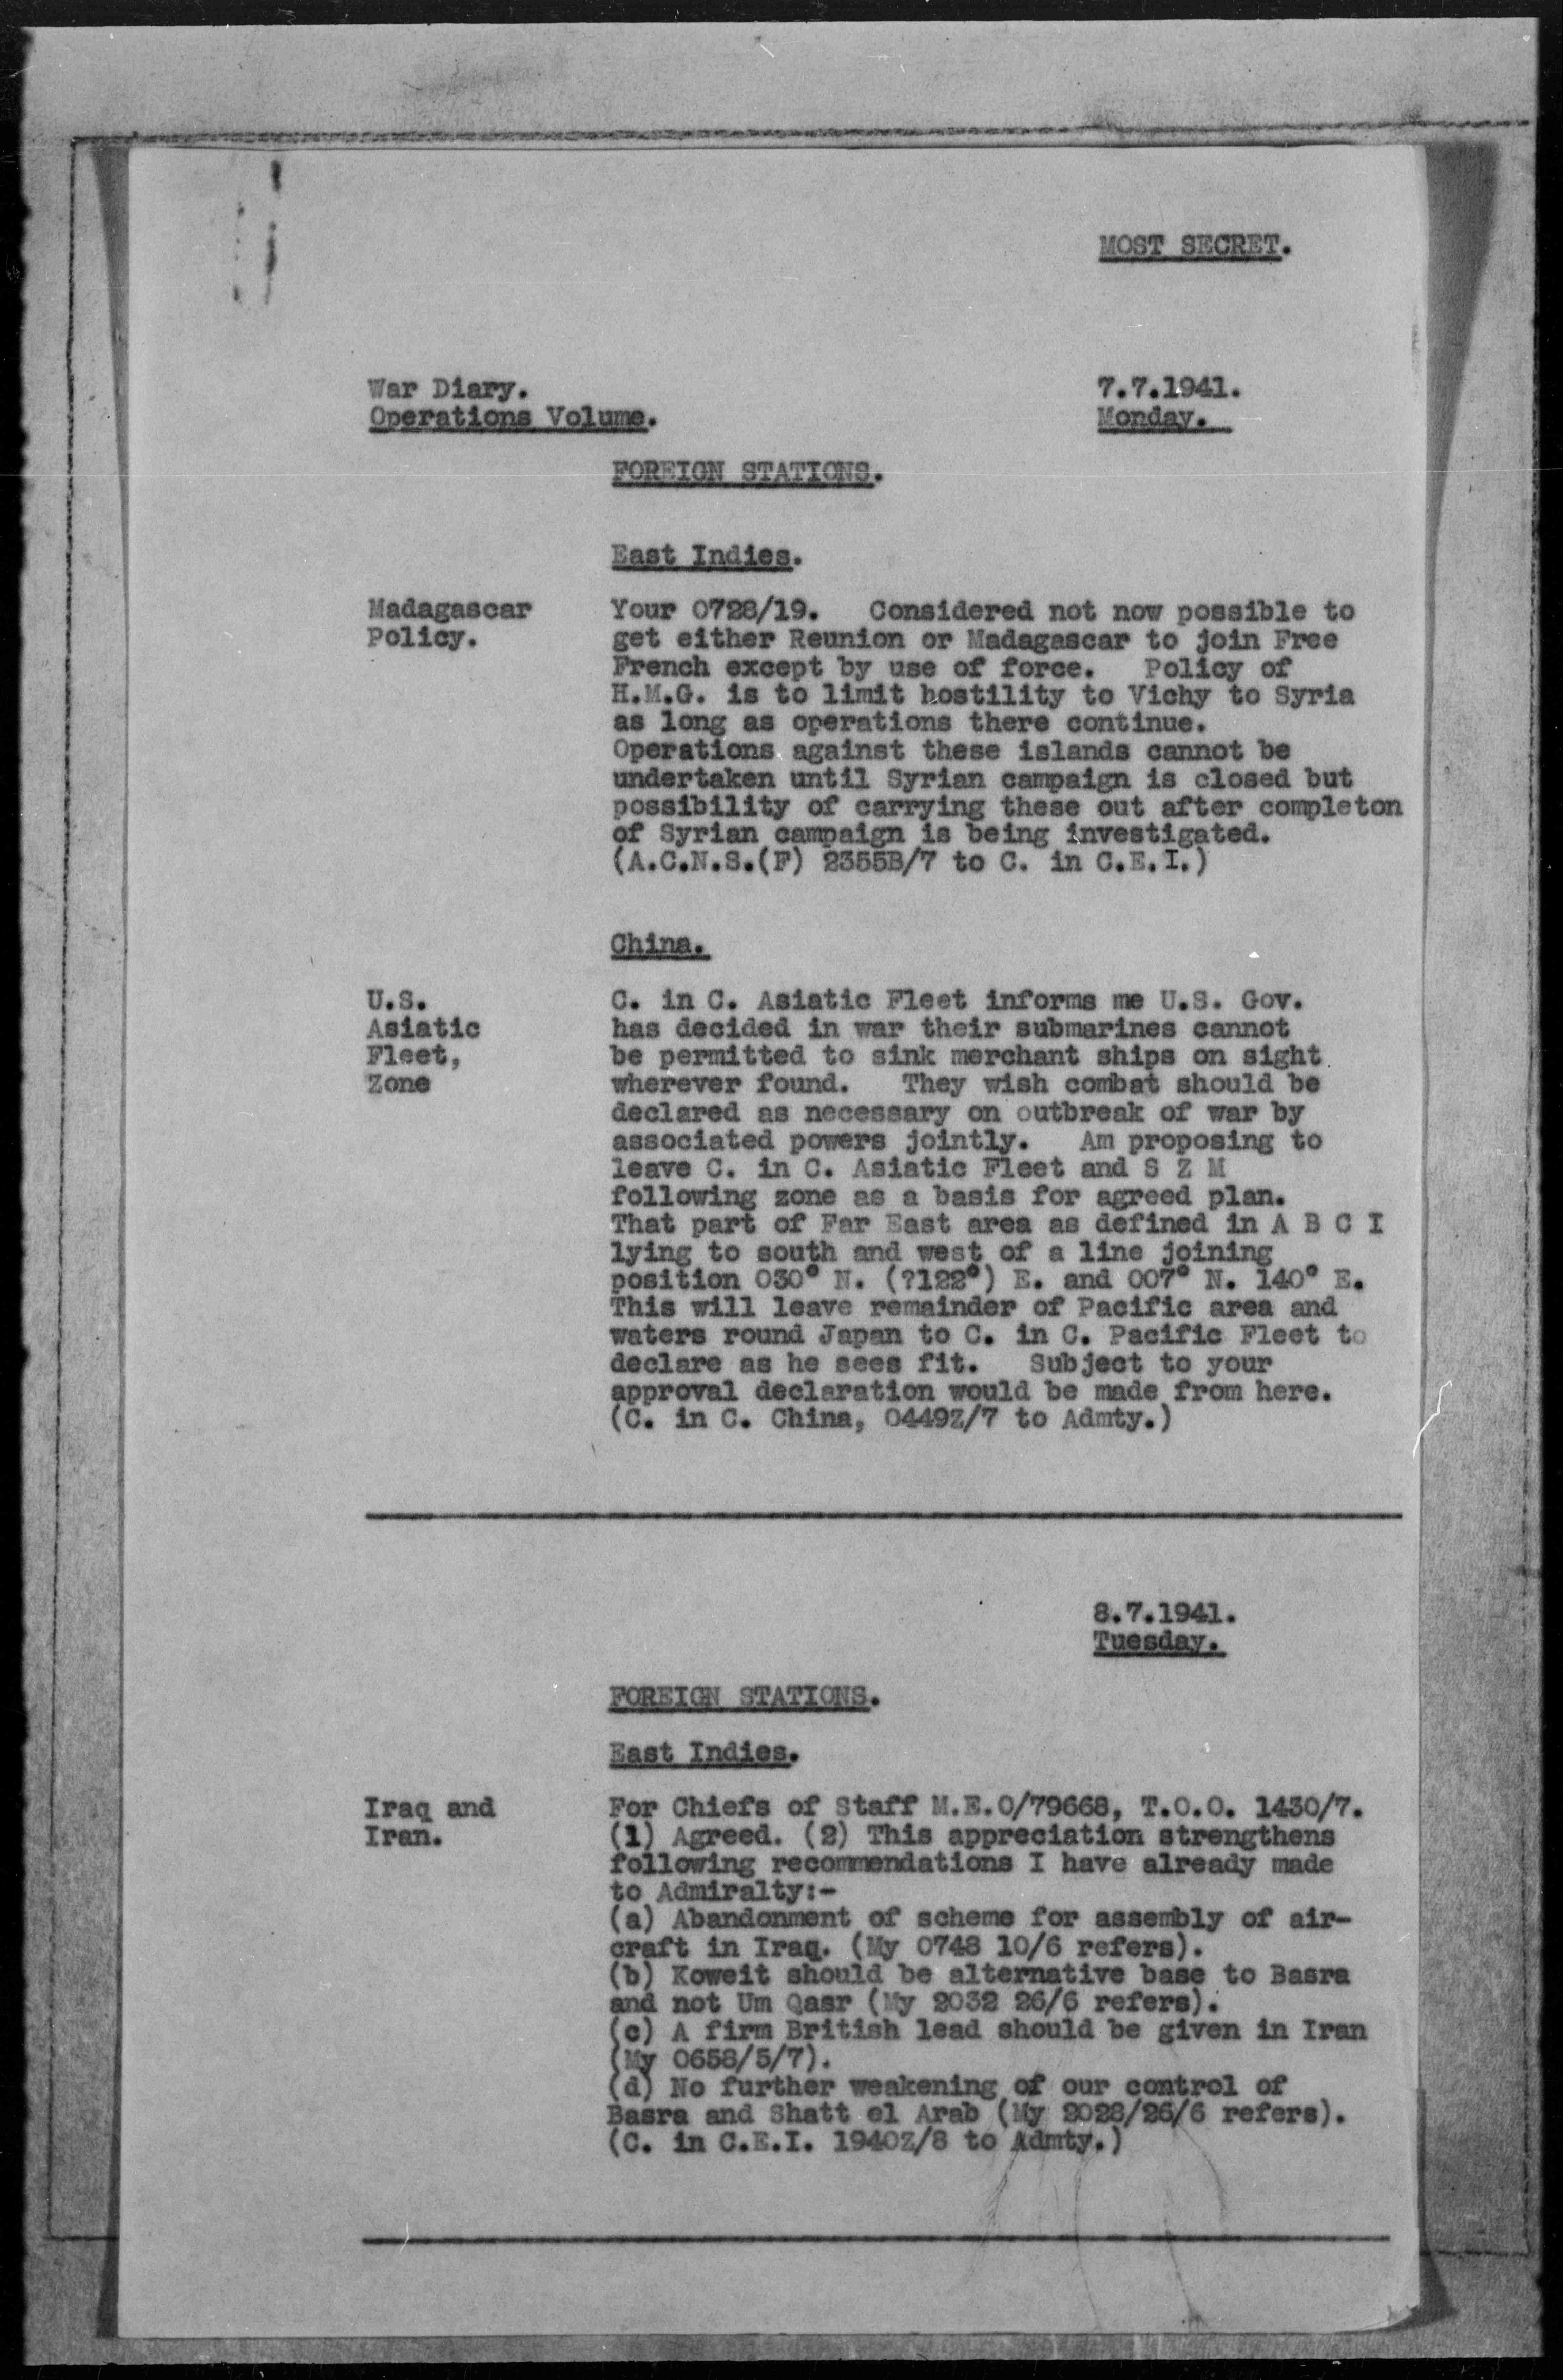 MOST SECRET.
War Diary.
Operations Volume.
7.7.1941.
Monday.
FOREIGN STATIONS.
East Indies.
Madagascar
Policy.
Your 0728/19. Considered not now possible to
get either Reunion or Madagascar to join Free
French except by use of force. Policy of
H.M.G. is to limit hostility to Vichy to Syria
as long as operations there continue.
Operations against these islands cannot be
undertaken until Syrian campaign is closed but
possibility of carrying these out after completon
of Syrian campaign is being investigated.
(A.C.N.S.(F) 2355B/7 to C. in C.E.I.)
China.
U.S.
Asiatic
Fleet,
Zone
C. in C. Asiatic Fleet informs me U.S. Gov.
has decided in war their submarines cannot
be permitted to sink merchant ships on sight
wherever found. They wish combat should be
declared as necessary on outbreak of war by
associated powers jointly. Am proposing to
leave C. in C. Asiatic Fleet and S Z M
following zone as a basis for agreed plan.
That part of Far East area as defined in A B C I
lying to south and west of a line joining
position 030° N. (?122°) E. and 007° N. 140° E.
This will leave remainder of Pacific area and
waters round Japan to C. in C. Pacific Fleet to
declare as he sees fit. Subject to your
approval declaration would be made from here.
(C. in C. China, 0449Z/7 to Admty.)
8.7.1941.
Tuesday.
FOREIGN STATIONS.
East Indies.
Iraq and
Iran.
For Chiefs of Staff M.E.O/79668, T.O.O. 1430/7.
(1) Agreed. (2) This appreciation strengthens
following recommendations I have already made
to Admiralty:-
(a) Abandonment of scheme for assembly of air-
craft in Iraq. (My 0748 10/6 refers).
(b) Koweit should be alternative base to Basra
and not Um Qasr (My 2032 26/6 refers).
(c) A firm British lead should be given in Iran
(My 0658/5/7).
(d) No further weakening of our control of
Basra and Shatt el Arab (My 2028/26/6 refers).
(C. in C.E.I. 1940Z/8 to Admty.)